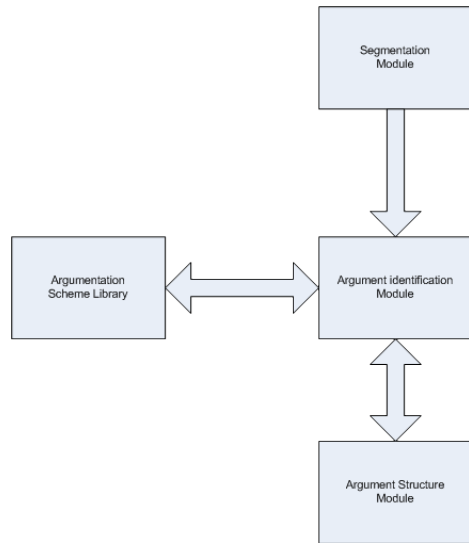 Segmentation
Module
Argumentation
Scheme Library
Argument identification
Module
Argument Structure
Module